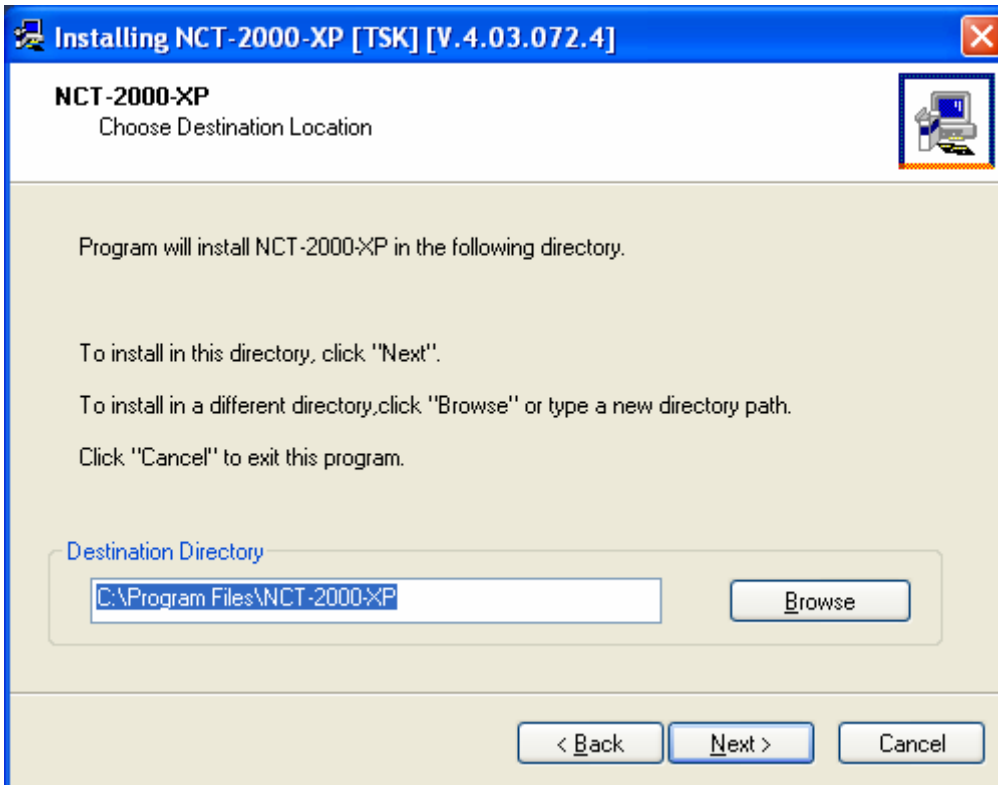 Installing NCT-2000-XP [TSK] [V.4.03.072.4]
NCT-2000-XP
Choose Destination Location
Program will install NCT-2000-XP in the following directory.
To install in this directory, click "Next".
To install in a different directory,click "Browse" or type a new directory path.
Click "Cancel" to exit this program.
Destination Directory
C:\Program Files\NCT-2000-XP
Browse
< Back
Next >
Cancel